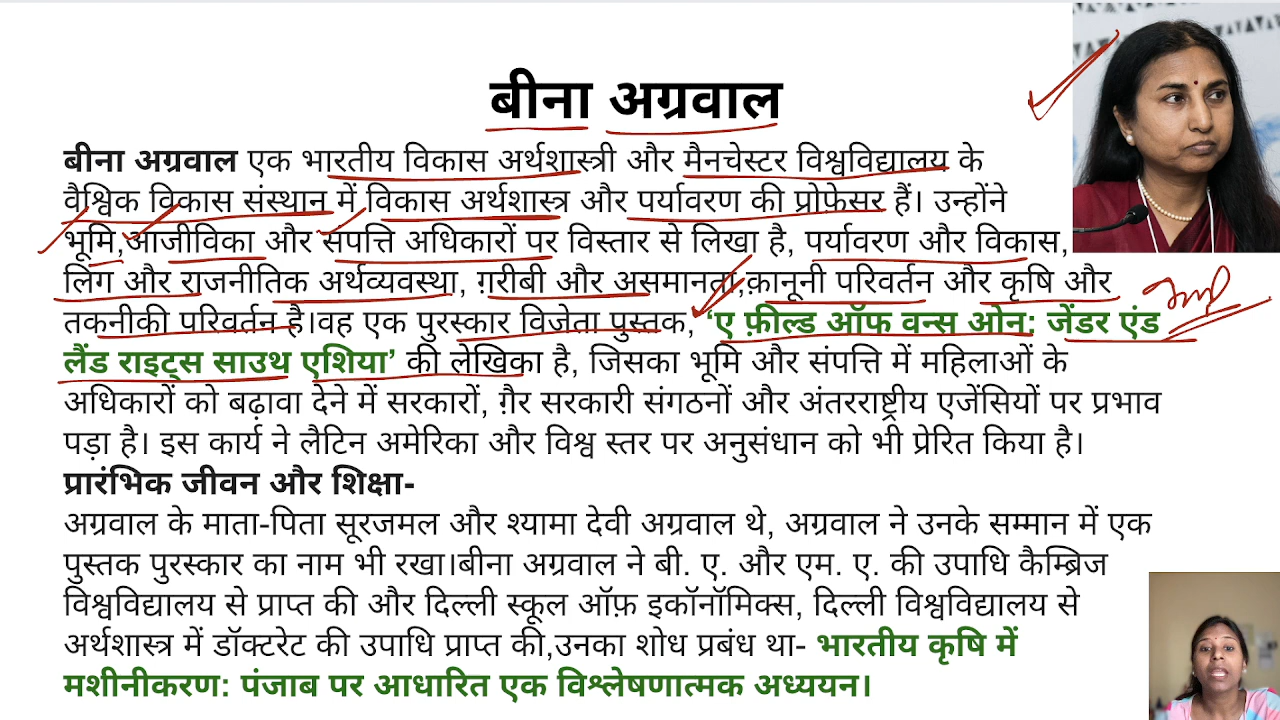 बीना अग्रवाल
बीना अग्रवाल एक भारतीय विकास अर्थशास्त्री और मैनचेस्टर विश्वविद्यालय के
वैश्विक विकास संस्थान में विकास अर्थशास्त्र और पर्यावरण की प्रोफेसर हैं। उन्होंने
भूमि,आजीविका और संपत्ति अधिकारों पर विस्तार से लिखा है, पर्यावरण और विकास,
लिंग और राजनीतिक अर्थव्यवस्था, ग़रीबी और असमानता,क़ानूनी परिवर्तन और कृषि और
तकनीकी परिवर्तन है।वह एक पुरस्कार विजेता पुस्तक, ‘ए फ़ील्ड ऑफ वन्स ओन: जेंडर एंड
लैंड राइट्स साउथ एशिया’ की लेखिका है, जिसका भूमि और संपत्ति में महिलाओं के
अधिकारों को बढ़ावा देने में सरकारों, ग़ैर सरकारी संगठनों और अंतरराष्ट्रीय एजेंसियों पर प्रभाव
पड़ा है। इस कार्य ने लैटिन अमेरिका और विश्व स्तर पर अनुसंधान को भी प्रेरित किया है।
प्रारंभिक जीवन और शिक्षा-
अग्रवाल के माता-पिता सूरजमल और श्यामा देवी अग्रवाल थे, अग्रवाल ने उनके सम्मान में एक
पुस्तक पुरस्कार का नाम भी रखा।बीना अग्रवाल ने बी. ए. और एम. ए. की उपाधि कैम्ब्रिज
विश्वविद्यालय से प्राप्त की और दिल्ली स्कूल ऑफ़ इकॉनॉमिक्स, दिल्ली विश्वविद्यालय से
अर्थशास्त्र में डॉक्टरेट की उपाधि प्राप्त की,उनका शोध प्रबंध था- भारतीय कृषि में
मशीनीकरण: पंजाब पर आधारित एक विश्लेषणात्मक अध्ययन।